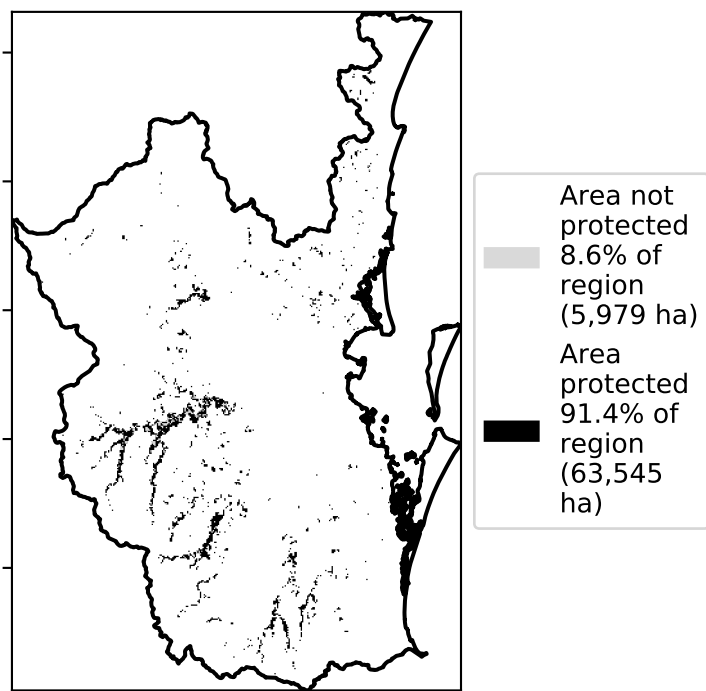 Area not
protected
8.6% of
region
(5,979 ha)
Area
protected
91.4% of
region
(63,545
ha)